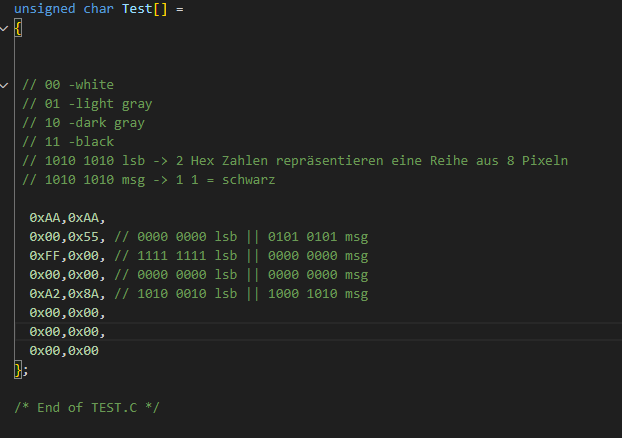 unsigned char Test[] =
{
// 00 -white
// 01 -light gray
// 10 -dark gray
// 11 -black
// 1010 1010 lsb -> 2 Hex Zahlen repräsentieren eine Reihe aus 8 Pixeln
// 1010 1010 msg -> 1 1 = schwarz
0xAA,0xAA,
0x00,0x55, // 0000 0000 lsb || 0101 0101 msg
0xFF,0x00, // 1111 1111 lsb || 0000 0000 msg
0x00,0x00, // 0000 0000 lsb || 0000 0000 msg
0xA2,0x8A, // 1010 0010 lsb || 1000 1010 msg
0x00,0x00,
0x00,0x00,
0x00,0x00
};
/* End of TEST.C */